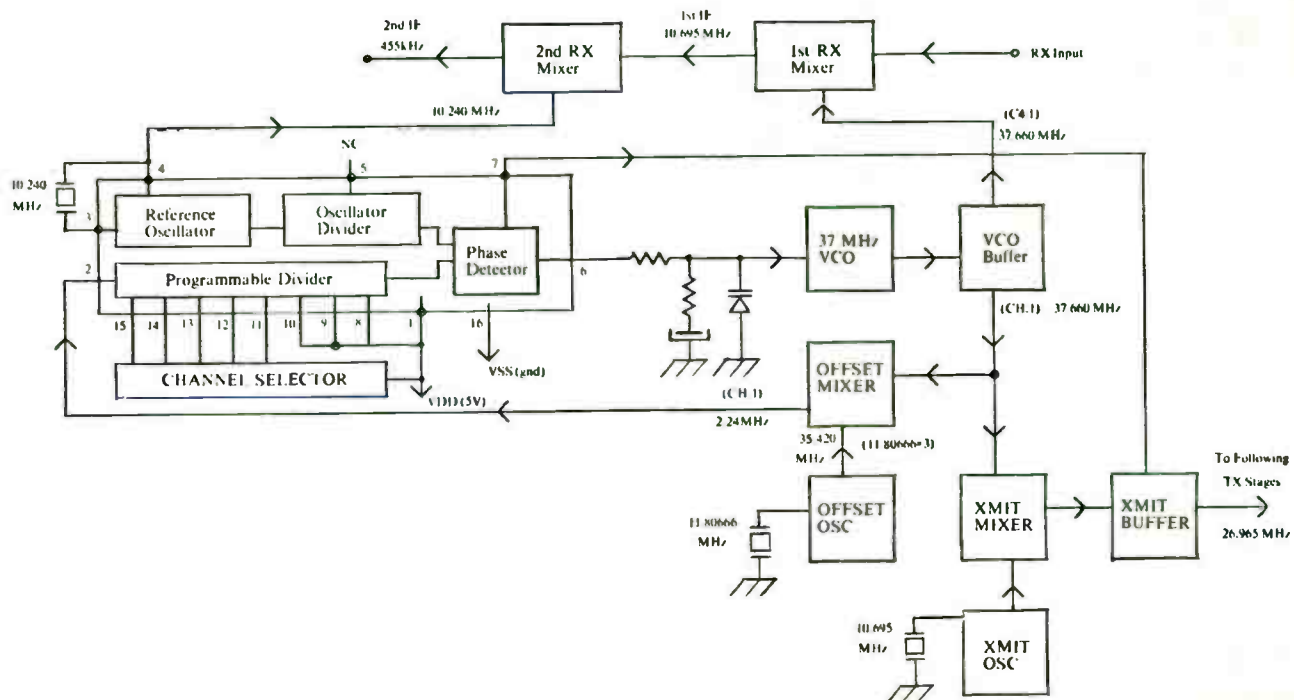 2nd IF
455kHz
2nd RX
Mixer
1st IF
10.695 MHz
1st RX
Mixer
RX Input
10.240 MHz
(C4:1)
37.660 MHz
NC
4
5
7
10.240
MHz
3
Reference
Oscillator
Oscillator
Divider
Phase
Detector
6
37 MHz
VCO
VCO
Buffer
2
Programmable Divider
15
14
13
12
11
10
9
8
1
16
(CH.1) 37.660 MHz
CHANNEL SELECTOR
VSS (gnd)
VDD (5V)
OFFSET
MIXER
(CH.1)
2.24MHz
35.420
MHz
(11.80666×3)
11.80666
MHz
OFFSET
OSC
XMIT
MIXER
XMIT
BUFFER
To Following
TX Stages
26.965 MHz
10.695
MHz
XMIT
OSC